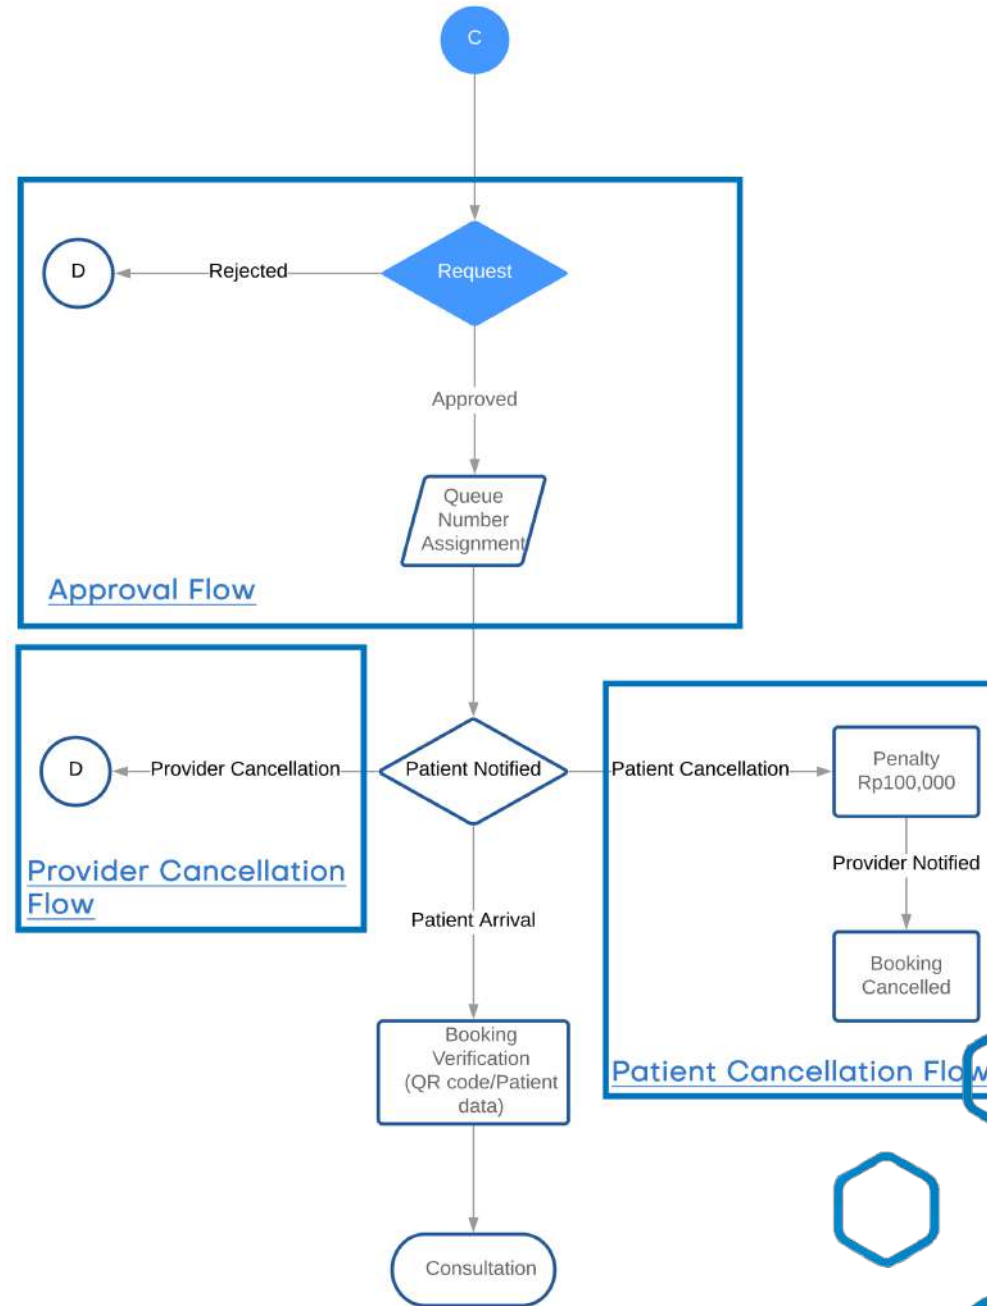 C
D
Rejected
Request
Approved
Queue
Number
Assignment
Approval Flow
D
Provider Cancellation
Patient Notified
Patient Cancellation
Penalty
Rp100,000
Provider Notified
Provider Cancellation
Flow
Patient Arrival
Booking
Cancelled
Booking
Verification
(QR code/Patient
data)
Patient Cancellation Flow
Consultation